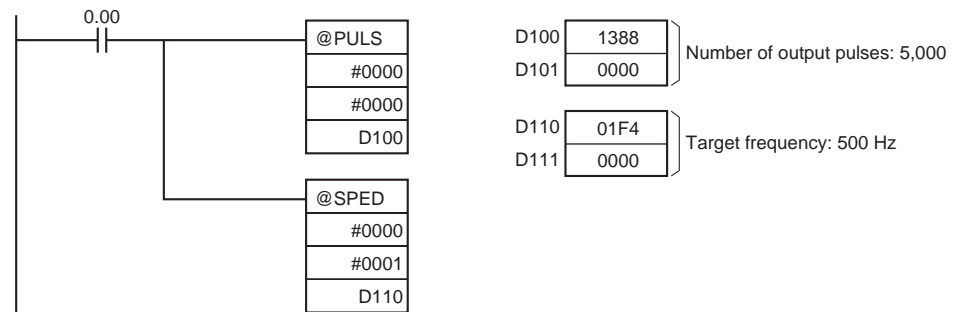 0.00
@PULS
#0000
#0000
D100
@SPED
#0000
#0001
D110
D100 1388
D101 0000
Number of output pulses: 5,000
D110 01F4
D111 0000
Target frequency: 500 Hz